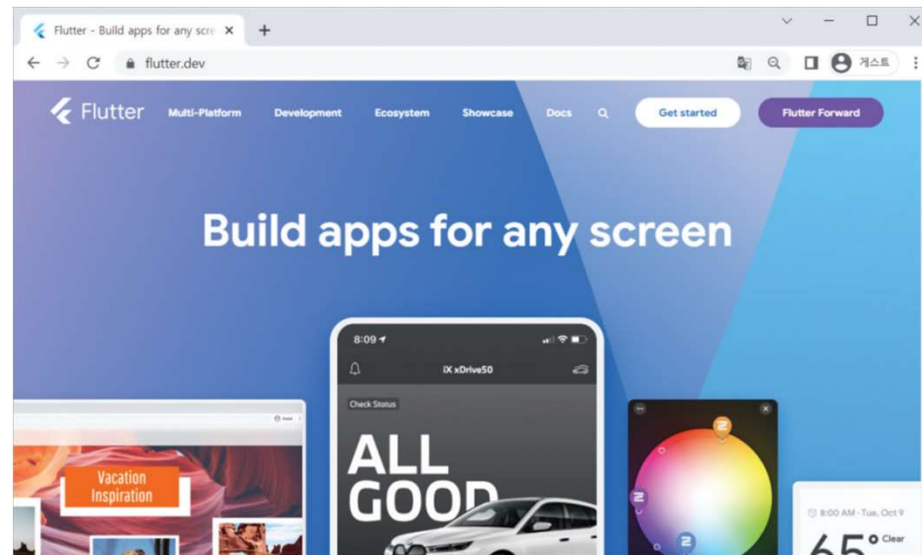 Flutter - Build apps for any scre
flutter.dev
게스트
Flutter Multi-Platform Development Ecosystem Showcase Docs Get started Flutter Forward
Build apps for any screen
8:09
iX xDrive50
Check Status
ALL
GOOD
Vacation
Inspiration
8:00 AM - Tue, Oct 9
65° Clear